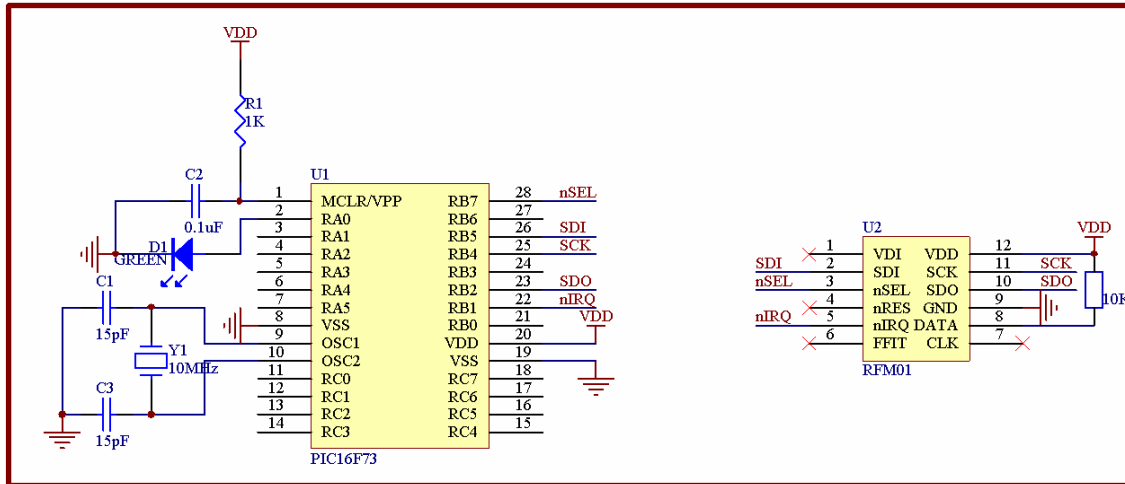 VDD
R1
1K
C2
0.1uF
D1
GREEN
C1
15pF
Y1
10MHz
C3
15pF
U1
1 MCLR/VPP RB7 28 nSEL
2 RA0 RB6 27
3 RA1 RB5 26 SDI
4 RA2 RB4 25 SCK
5 RA3 RB3 24
6 RA4 RB2 23 SDO
7 RA5 RB1 22 nIRQ
8 VSS RB0 21
9 OSC1 VDD 20 VDD
10 OSC2 VSS 19
11 RC0 RC7 18
12 RC1 RC6 17
13 RC2 RC5 16
14 RC3 RC4 15
PIC16F73
U2
VDD
1 VDI VDD 12
SDI 2 SDI SCK 11 SCK
nSEL 3 nSEL SDO 10 SDO
4 nRES GND 9
10K
nIRQ 5 nIRQ DATA 8
6 FFIT CLK 7
RFM01